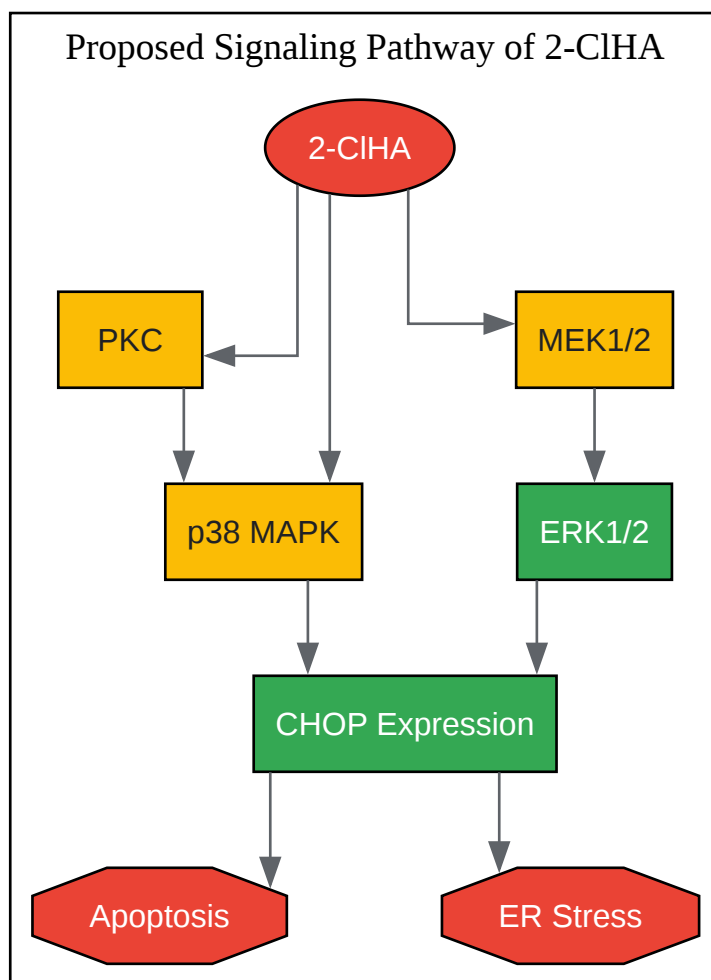 Proposed Signaling Pathway of 2-ClHA
2-ClHA
PKC
MEK1/2
p38 MAPK
ERK1/2
CHOP Expression
Apoptosis
ER Stress